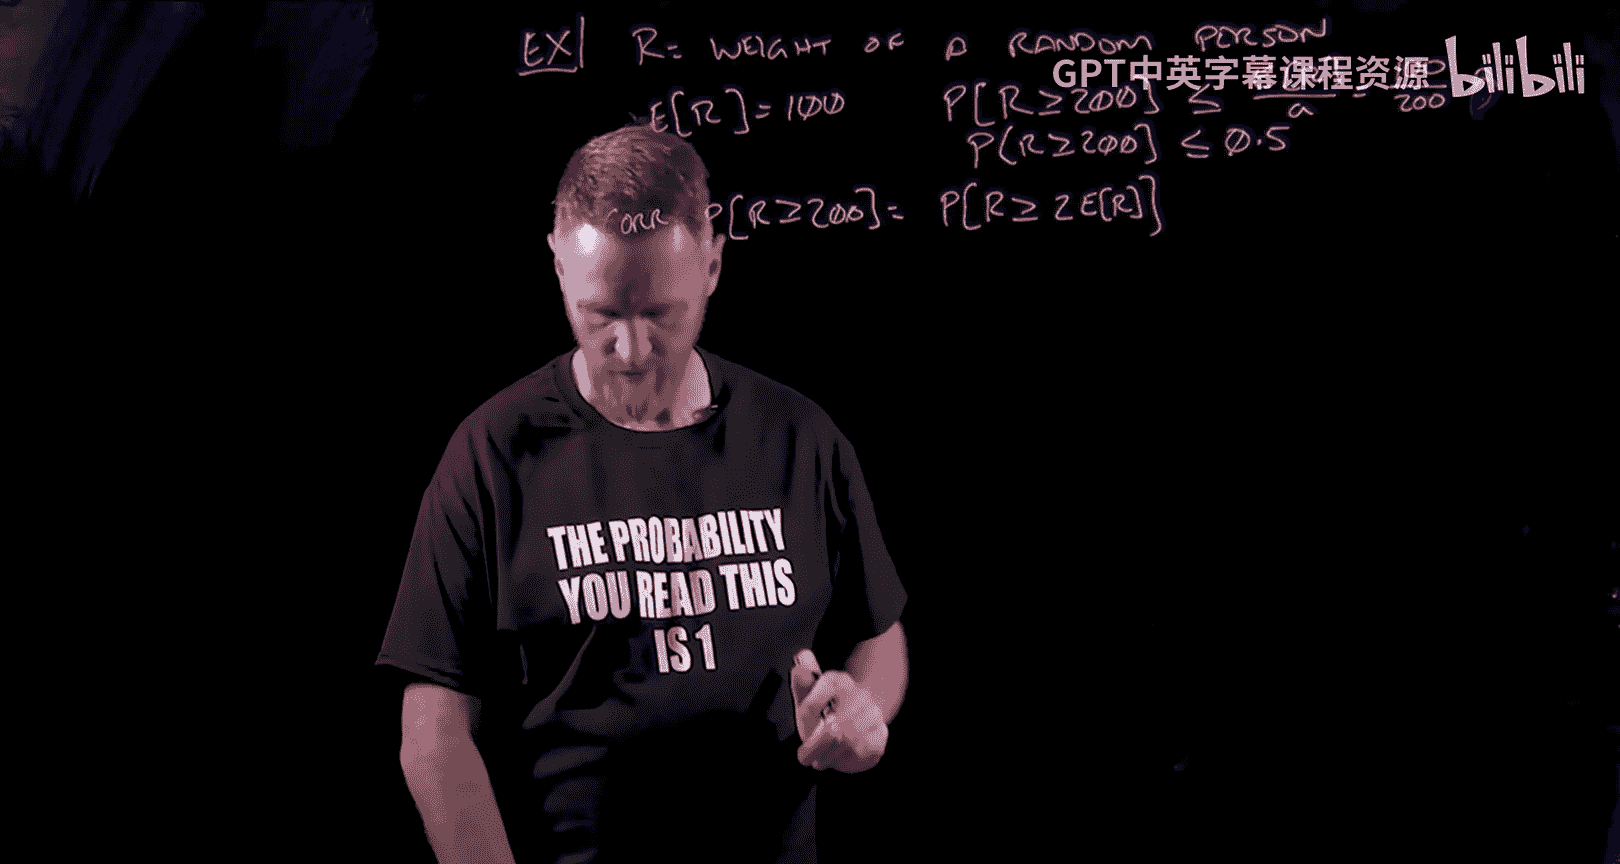 EX| R= WEIGHT OF A RANDOM PERSON
GPT中英字幕课程资源 bilibili
E[R]=100 P[R≥200] ≤ a = 200
P[R≥200] ≤ 0.5
CORR P[R≥200]= P[R≥ 2E[R]]
THE PROBABILITY
YOU READ THIS
IS 1